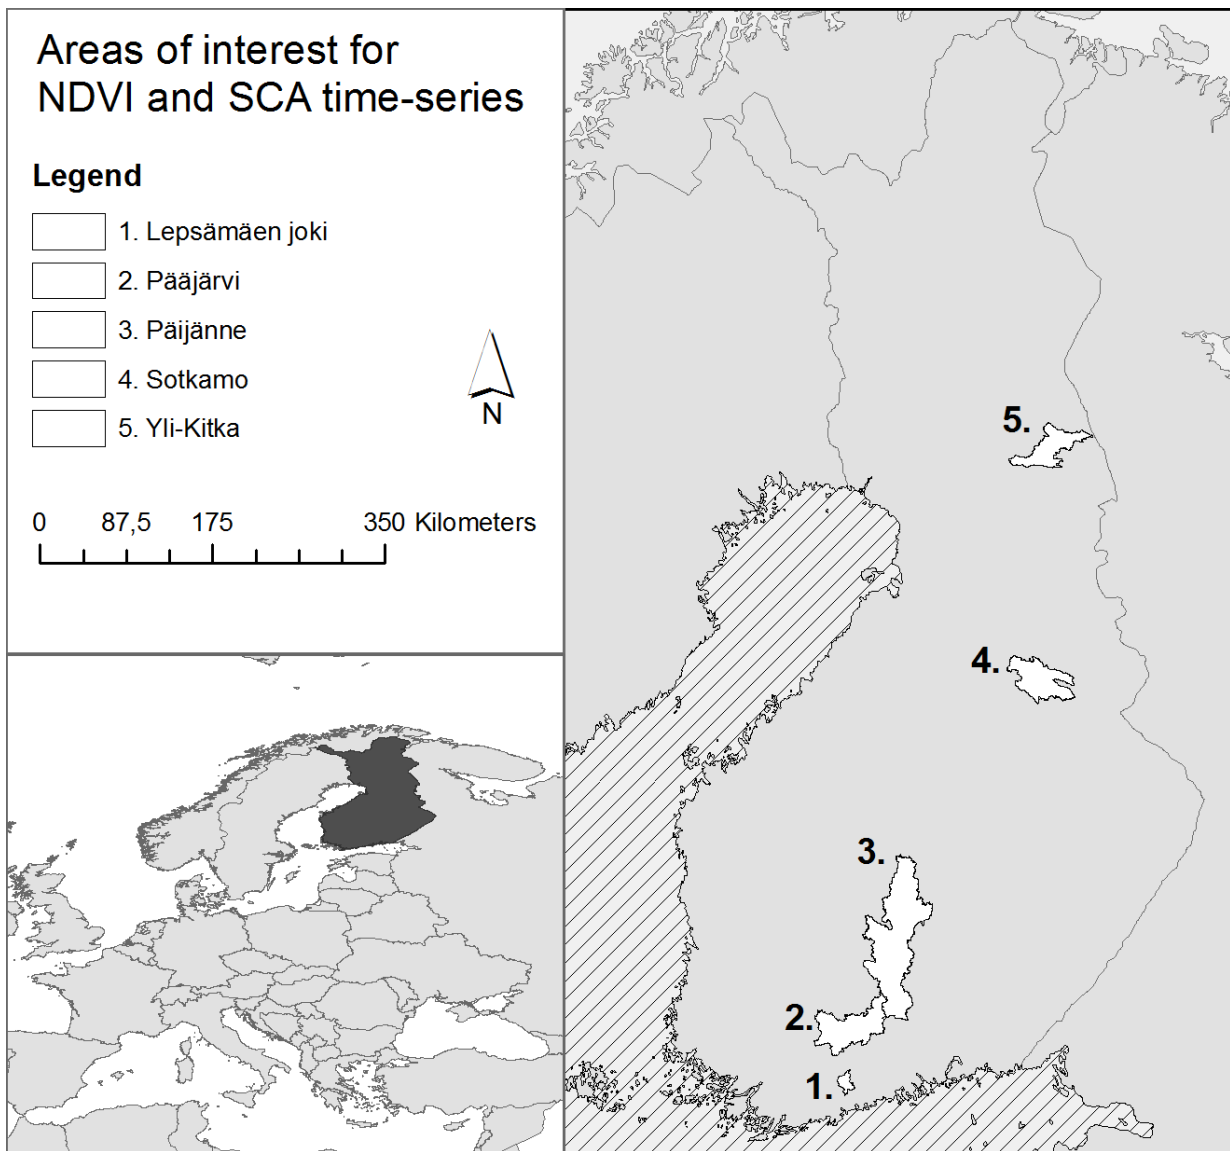 Areas of interest for
NDVI and SCA time-series
Legend
1. Lepsämäen joki
2. Pääjärvi
3. Päijänne
4. Sotkamo
5. Yli-Kitka
N
0 87,5 175 350 Kilometers
5.
4.
3.
2.
1.